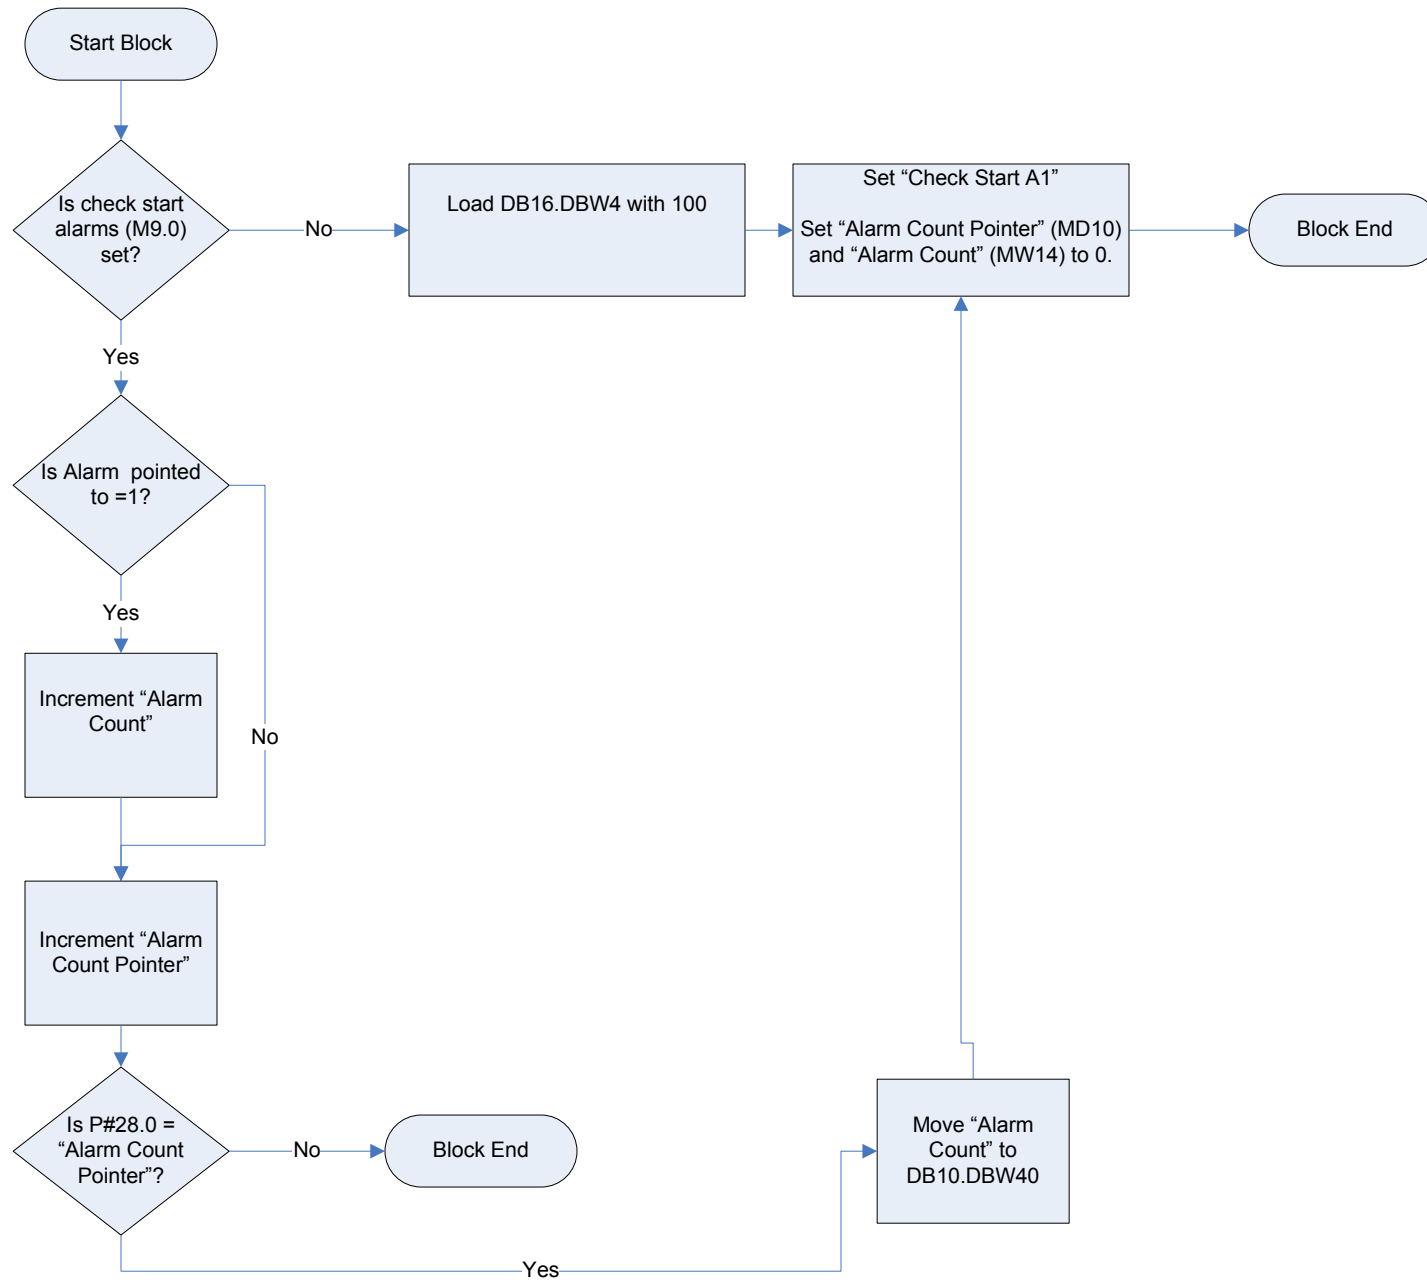 Start Block
Is check start
alarms (M9.0)
set?
No
Load DB16.DBW4 with 100
Set “Check Start A1”
Set “Alarm Count Pointer” (MD10)
and “Alarm Count” (MW14) to 0.
Block End
Yes
Is Alarm  pointed
to =1?
Yes
Increment “Alarm
Count”
No
Increment “Alarm
Count Pointer”
Is P#28.0 =
“Alarm Count
Pointer”?
No
Block End
Move “Alarm
Count” to
DB10.DBW40
Yes